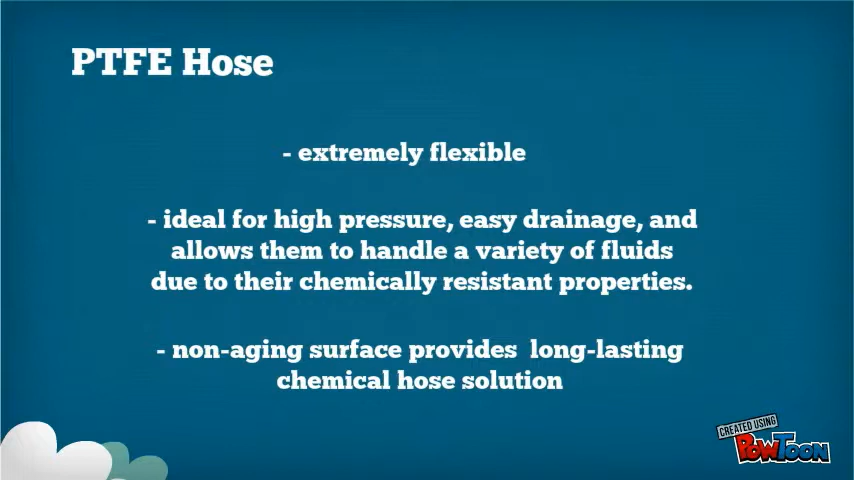 PTFE Hose
- extremely flexible
- ideal for high pressure, easy drainage, and
allows them to handle a variety of fluids
due to their chemically resistant properties.
- non-aging surface provides  long-lasting
chemical hose solution
CREATED USING
POWTOON